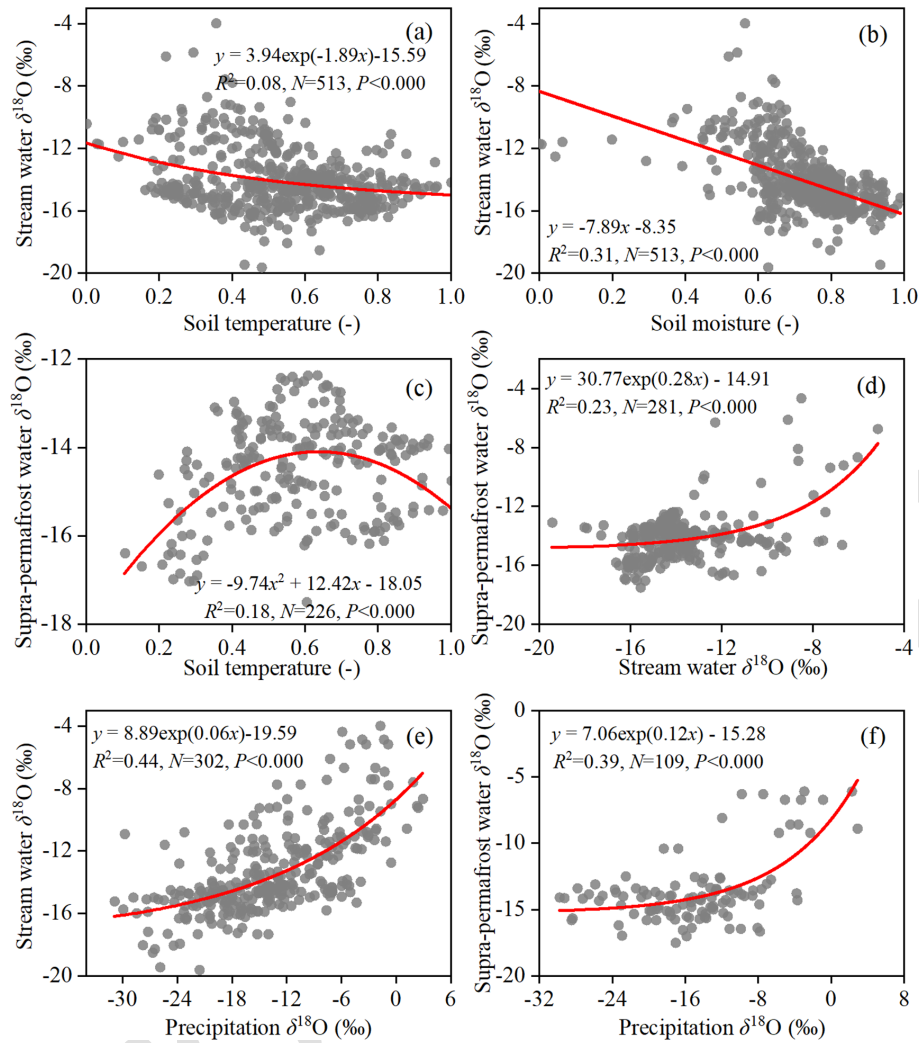 (a)
y = 3.94exp(-1.89x)-15.59
R²=0.08, N=513, P<0.000
Stream water δ¹⁸O (‰)
-4
-8
-12
-16
-20
0.0 0.2 0.4 0.6 0.8 1.0
Soil temperature (-)
(b)
y = -7.89x -8.35
R²=0.31, N=513, P<0.000
Stream water δ¹⁸O (‰)
-4
-8
-12
-16
-20
0.0 0.2 0.4 0.6 0.8 1.0
Soil moisture (-)
(c)
y = -9.74x² + 12.42x - 18.05
R²=0.18, N=226, P<0.000
Supra-permafrost water δ¹⁸O (‰)
-12
-14
-16
-18
0.0 0.2 0.4 0.6 0.8 1.0
Soil temperature (-)
(d)
y = 30.77exp(0.28x) - 14.91
R²=0.23, N=281, P<0.000
Supra-permafrost water δ¹⁸O (‰)
-4
-8
-12
-16
-20
-20 -16 -12 -8 -4
Stream water δ¹⁸O (‰)
(e)
y = 8.89exp(0.06x)-19.59
R²=0.44, N=302, P<0.000
Stream water δ¹⁸O (‰)
-4
-8
-12
-16
-20
-30 -24 -18 -12 -6 0 6
Precipitation δ¹⁸O (‰)
(f)
y = 7.06exp(0.12x) - 15.28
R²=0.39, N=109, P<0.000
Supra-permafrost water δ¹⁸O (‰)
0
-5
-10
-15
-20
-32 -24 -16 -8 0 8
Precipitation δ¹⁸O (‰)